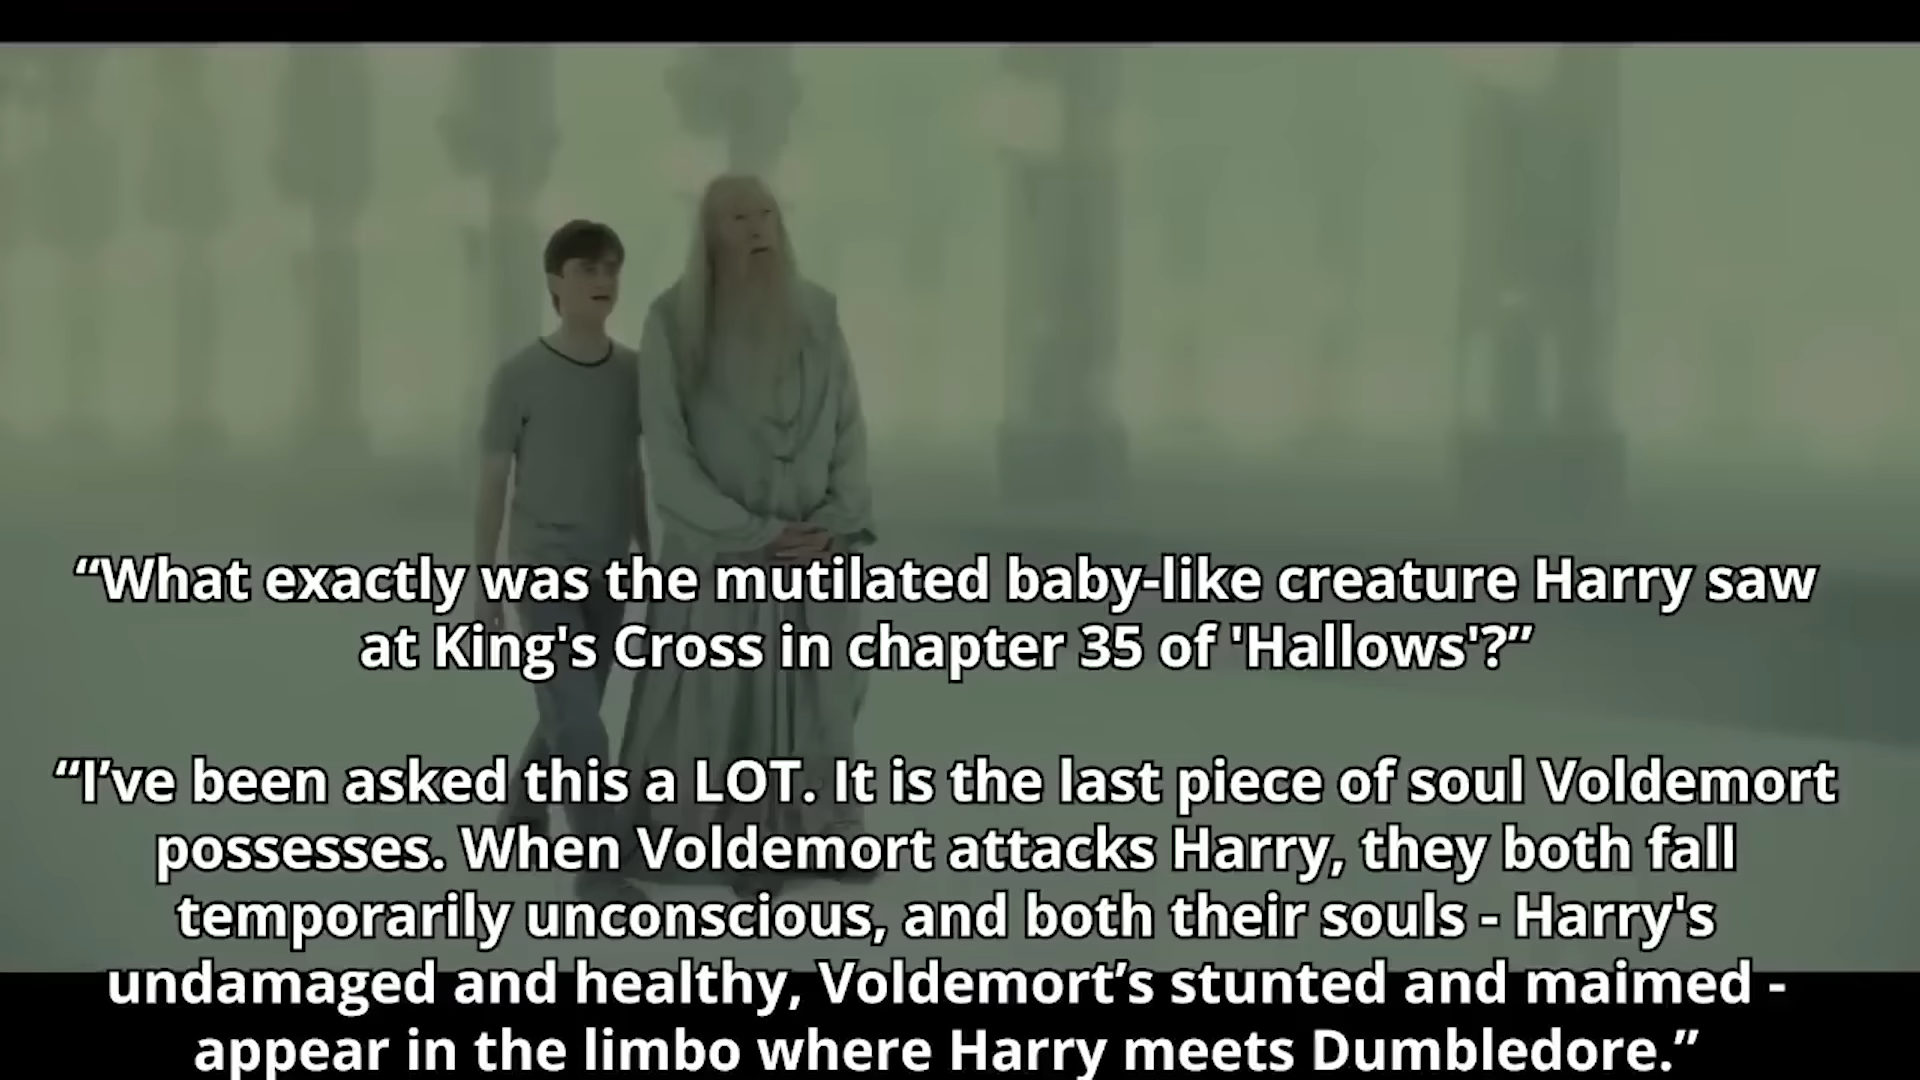 “What exactly was the mutilated baby-like creature Harry saw
at King's Cross in chapter 35 of 'Hallows'?”
“I’ve been asked this a LOT. It is the last piece of soul Voldemort
possesses. When Voldemort attacks Harry, they both fall
temporarily unconscious, and both their souls - Harry's
undamaged and healthy, Voldemort’s stunted and maimed -
appear in the limbo where Harry meets Dumbledore.”